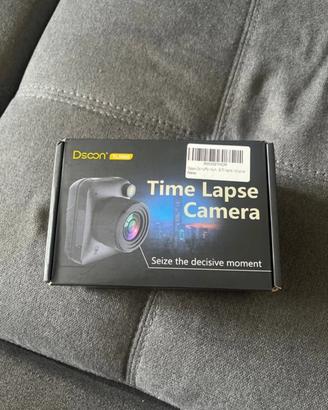 Dsoon
Time Lapse
Camera
Seize the decisive moment